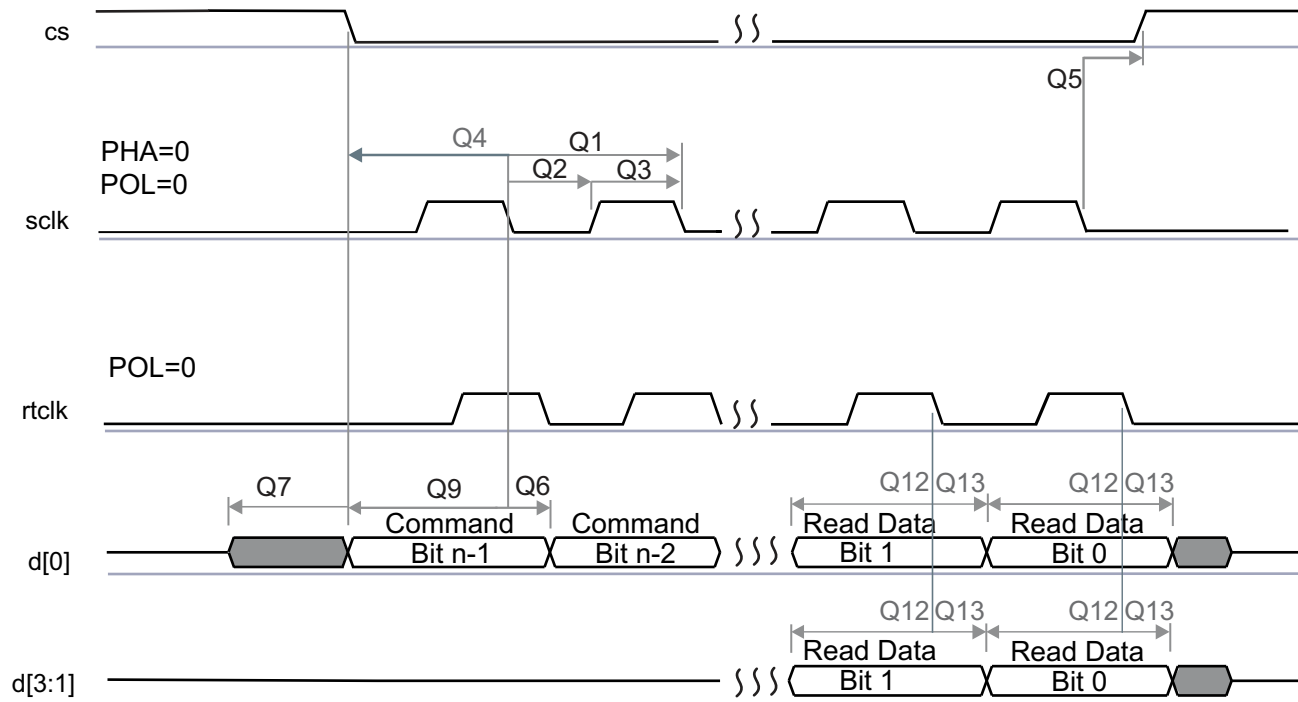 cs
Q5
PHA=0
POL=0
Q4 Q1
Q2 Q3
sclk
POL=0
rtclk
Q7 Q9 Q6 Q12 Q13 Q12 Q13
Command Command Read Data Read Data
d[0] Bit n-1 Bit n-2 Bit 1 Bit 0
Q12 Q13 Q12 Q13
Read Data Read Data
d[3:1] Bit 1 Bit 0